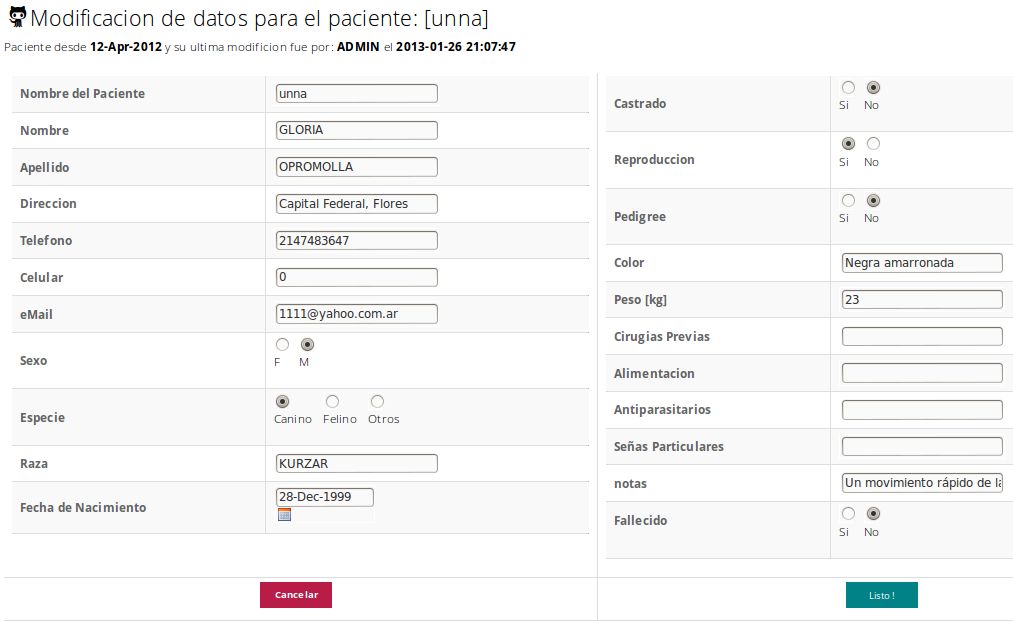 Modificacion de datos para el paciente: [unna]
Paciente desde 12-Apr-2012 y su ultima modificion fue por: ADMIN el 2013-01-26 21:07:47
Nombre del Paciente unna
Nombre GLORIA
Apellido OPROMOLLA
Direccion Capital Federal, Flores
Telefono 2147483647
Celular 0
eMail 1111@yahoo.com.ar
Sexo
F M
Especie
Canino Felino Otros
Raza KURZAR
Fecha de Nacimiento 28-Dec-1999
Castrado
Si No
Reproduccion
Si No
Pedigree
Si No
Color Negra amarronada
Peso [kg] 23
Cirugias Previas
Alimentacion
Antiparasitarios
Señas Particulares
notas Un movimiento rápido de la
Fallecido
Si No
Cancelar
Listo !